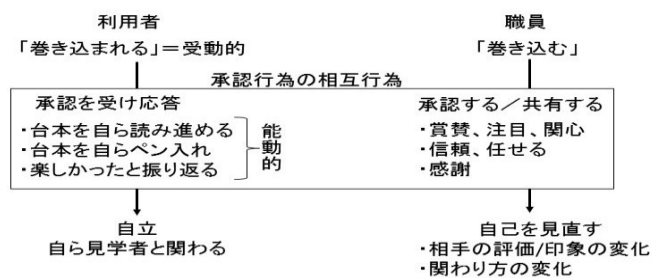 利用者
「巻き込まれる」＝受動的
承認行為の相互行為
承認を受け応答
・台本を自ら読み進める
・台本を自らペン入れ
・楽しかったと振り返る
能動的
自立
自ら見学者と関わる
職員
「巻き込む」
承認する／共有する
・賞賛、注目、関心
・信頼、任せる
・感謝
自己を見直す
・相手の評価/印象の変化
・関わり方の変化